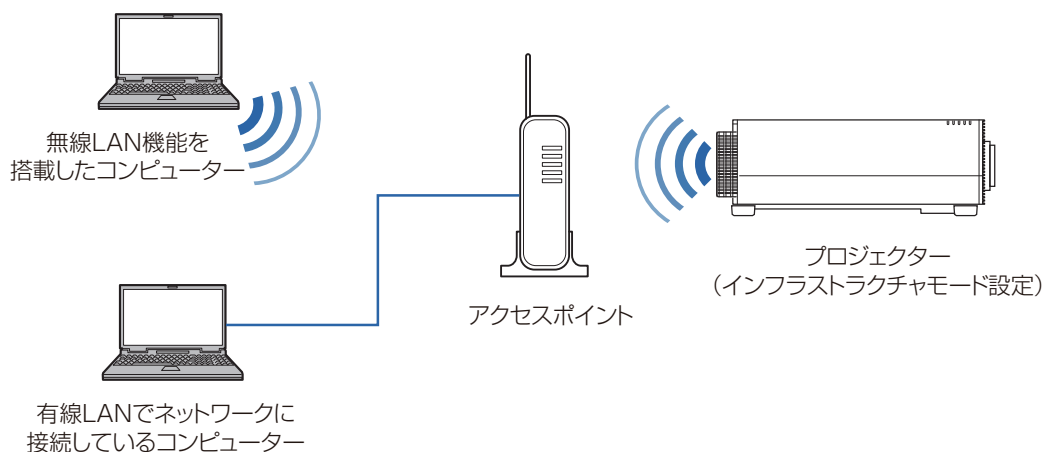 無線LAN機能を
搭載したコンピューター
アクセスポイント
プロジェクター
（インフラストラクチャモード設定）
有線LANでネットワークに
接続しているコンピューター